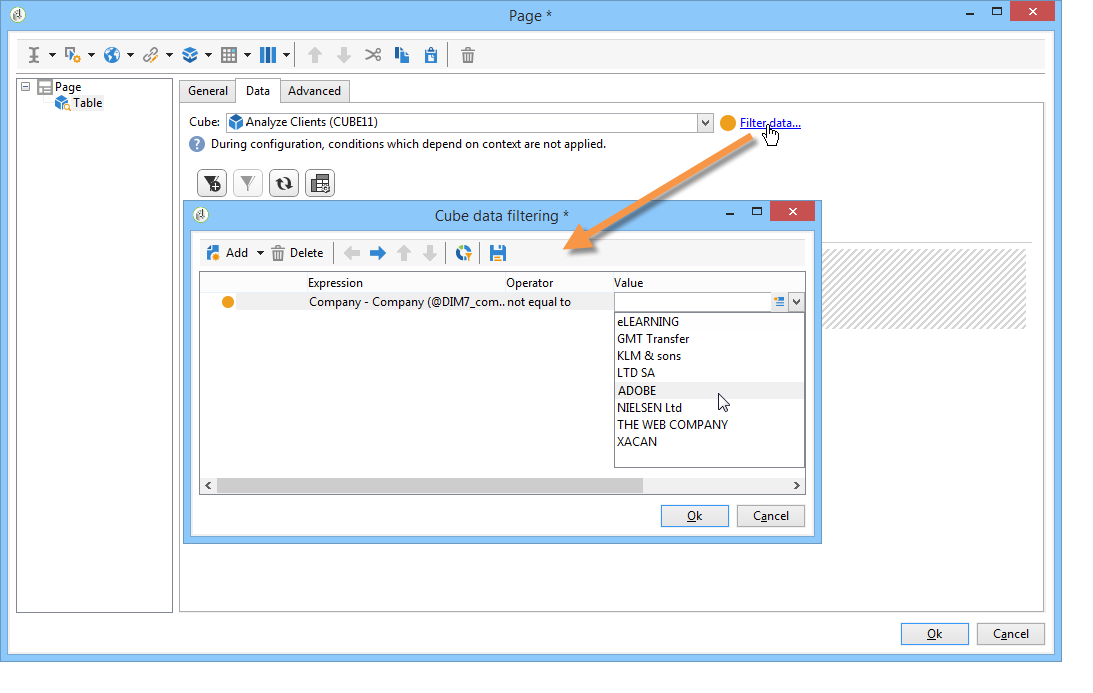 Page *
Page
Table
General Data Advanced
Cube: Analyze Clients (CUBE11) Filter data...
? During configuration, conditions which depend on context are not applied.
Cube data filtering *
Add Delete
Expression Operator Value
Company - Company (@DIM7_com.. not equal to
eLEARNING
GMT Transfer
KLM & sons
LTD SA
ADOBE
NIELSEN Ltd
THE WEB COMPANY
XACAN
Ok Cancel
Ok Cancel